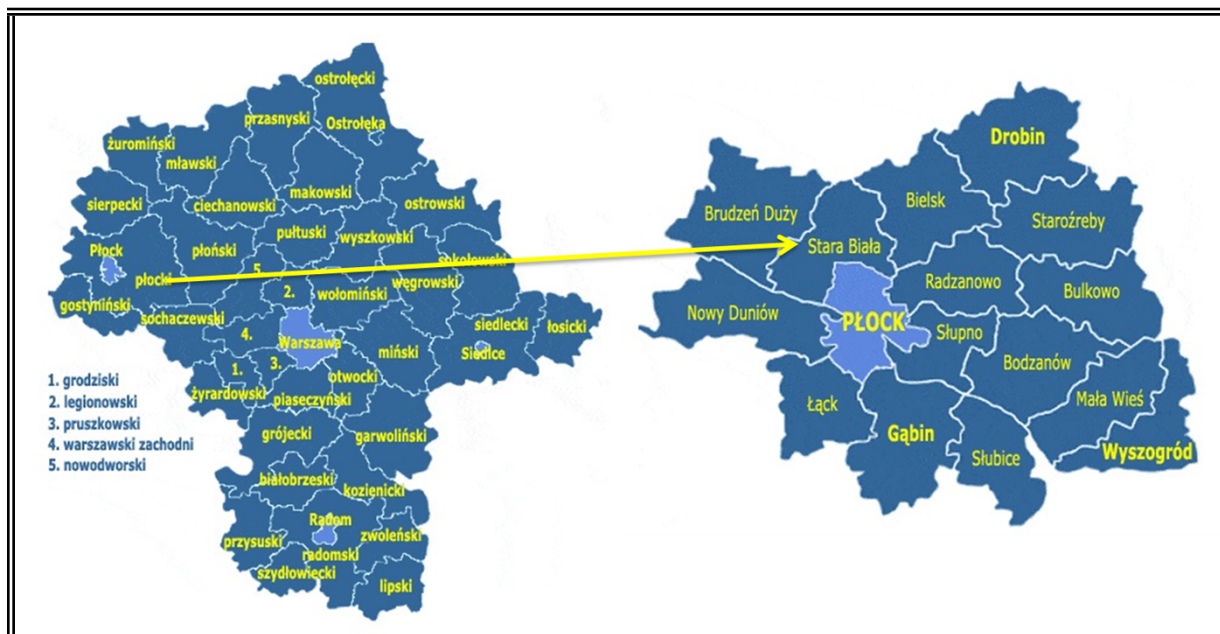 ostrołęcki
przasnyski
Ostrołęka
żuromiński
mławski
makowski
sierpecki
ciechanowski
ostrowski
pułtuski
wyszkowski
Płock
płoński
sokołowski
płocki
5.
węgrowski
gostyniński
2.
wołomiński
sochaczewski
siedlecki
łosicki
4.
Warszawa
miński
Siedlce
1.
3.
otwocki
żyrardowski
piaseczyński
1. grodziski
2. legionowski
3. pruszkowski
4. warszawski zachodni
5. nowodworski
grójecki
garwoliński
białobrzeski
kozienicki
Radom
zwoleński
przysuski
radomski
szydłowiecki
lipski
Drobin
Bielsk
Brudzeń Duży
Staroźreby
Stara Biała
Radzanowo
Bulkowo
Nowy Duniów
PŁOCK
Słupno
Bodzanów
Mała Wieś
Łąck
Gąbin
Wyszogród
Słubice